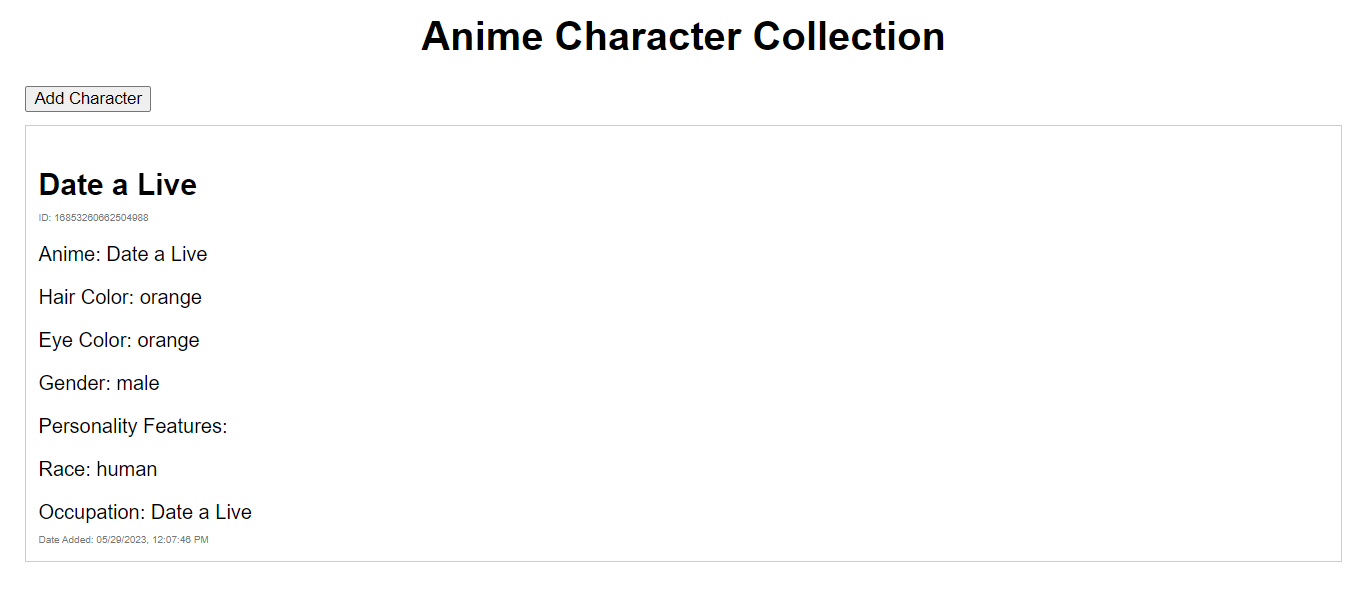 Anime Character Collection
Add Character
Date a Live
ID: 16853260662504988
Anime: Date a Live
Hair Color: orange
Eye Color: orange
Gender: male
Personality Features:
Race: human
Occupation: Date a Live
Date Added: 05/29/2023, 12:07:46 PM